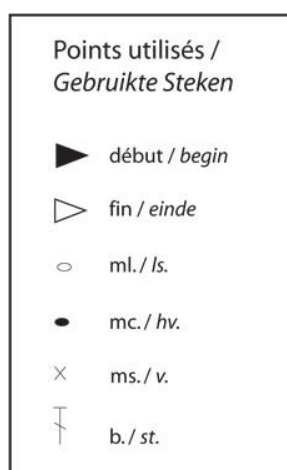 Points utilisés /
Gebruikte Steken
début / begin
fin / einde
ml. / ls.
mc. / hv.
ms. / v.
b. / st.